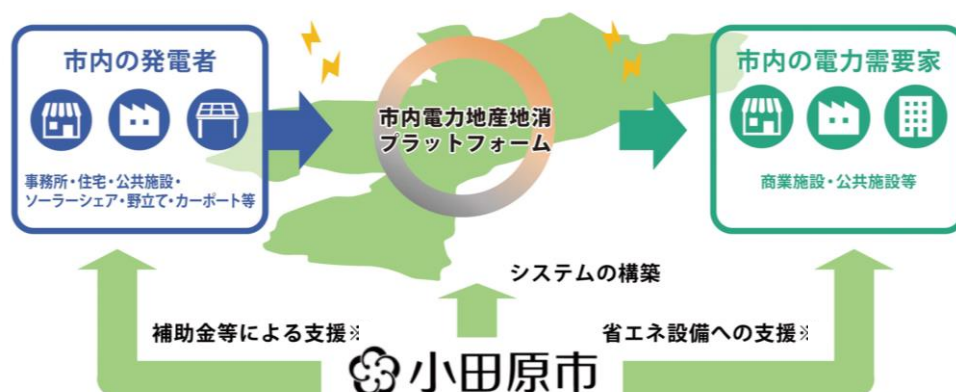 市内の発電者
事務所・住宅・公共施設・
ソーラーシェア・野立て・カーポート等
市内電力地産地消
プラットフォーム
市内の電力需要家
商業施設・公共施設等
システムの構築
補助金等による支援※
省エネ設備への支援※
小田原市